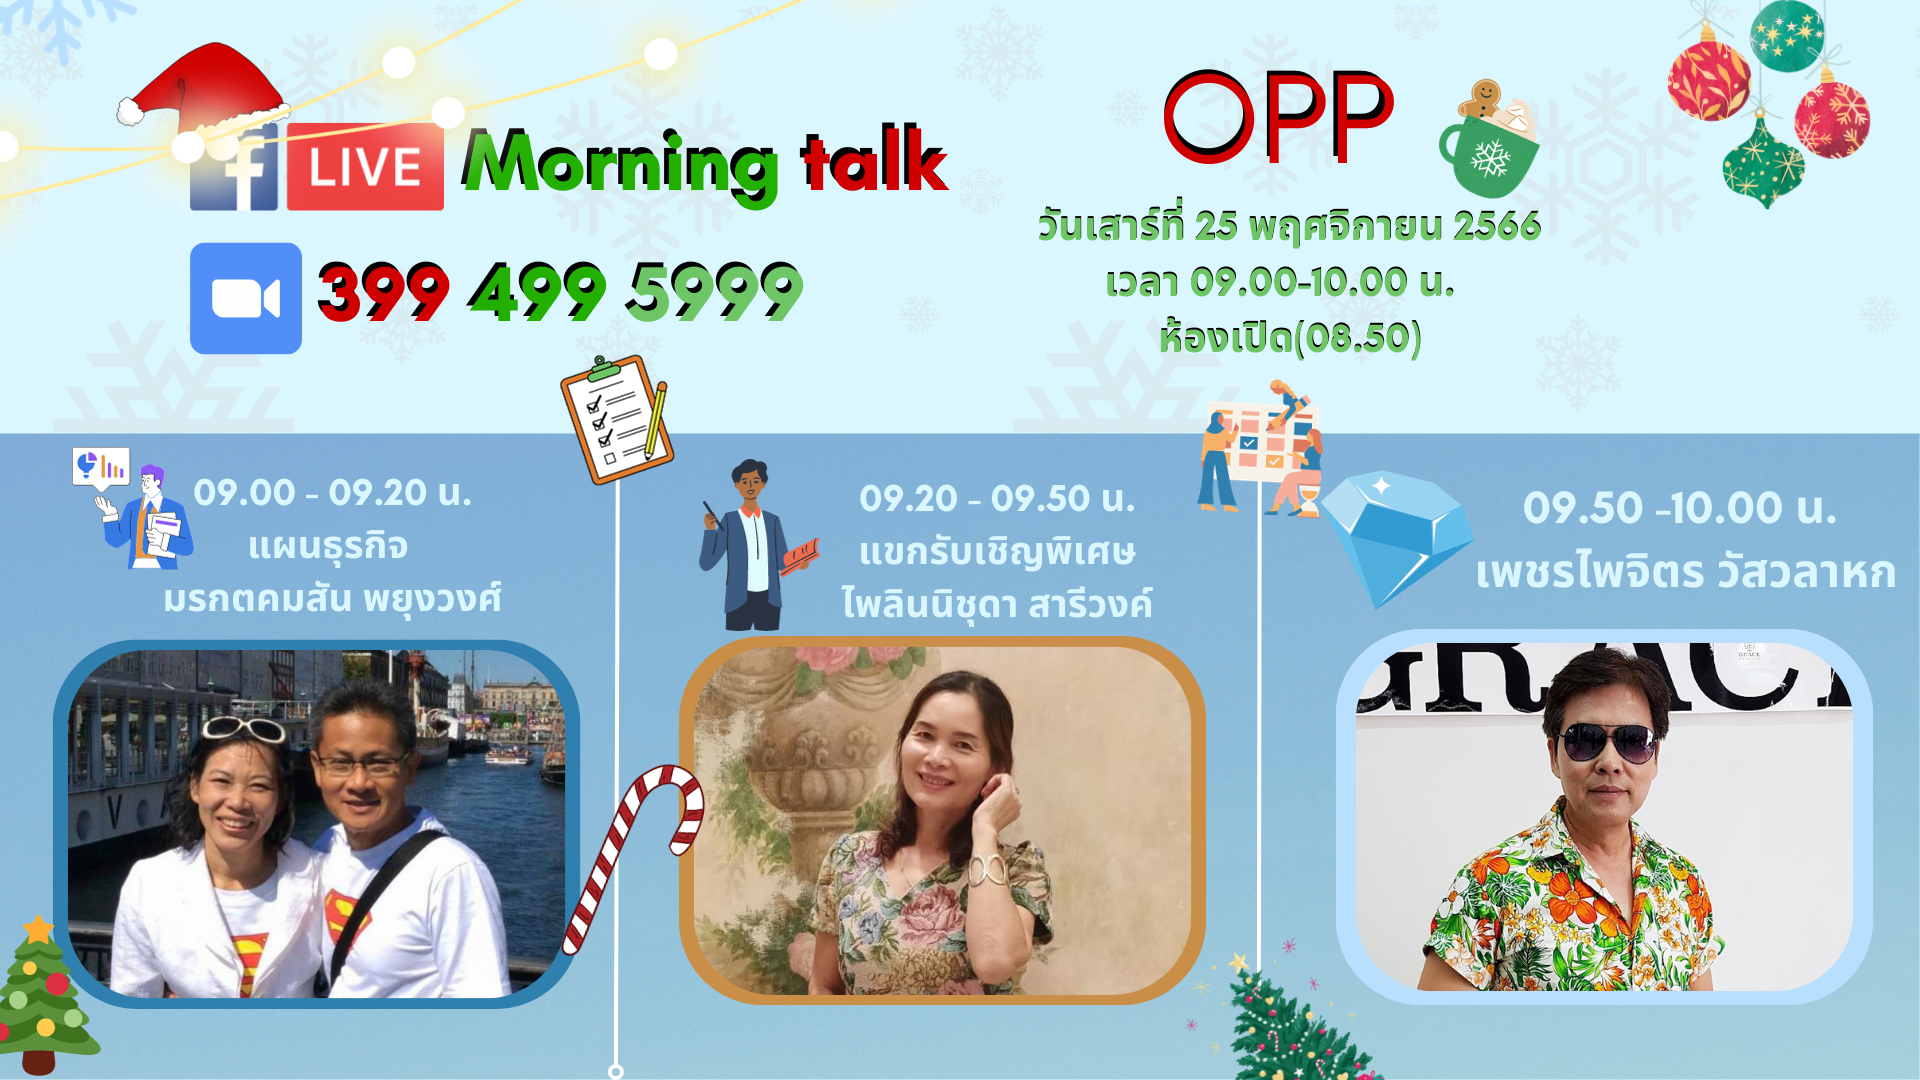 f LIVE Morning talk
399 499 5999
OPP
วันเสาร์ที่ 25 พฤศจิกายน 2566
เวลา 09.00-10.00 น.
ห้องเปิด(08.50)
09.00 - 09.20 น.
แผนธุรกิจ
มรกตคมสัน พยุงวงศ์
09.20 - 09.50 น.
แขกรับเชิญพิเศษ
ไพลินนิชุดา สารีวงค์
09.50 -10.00 น.
เพชรไพจิตร วัสวลาหก
V A
GRAC
GRACE